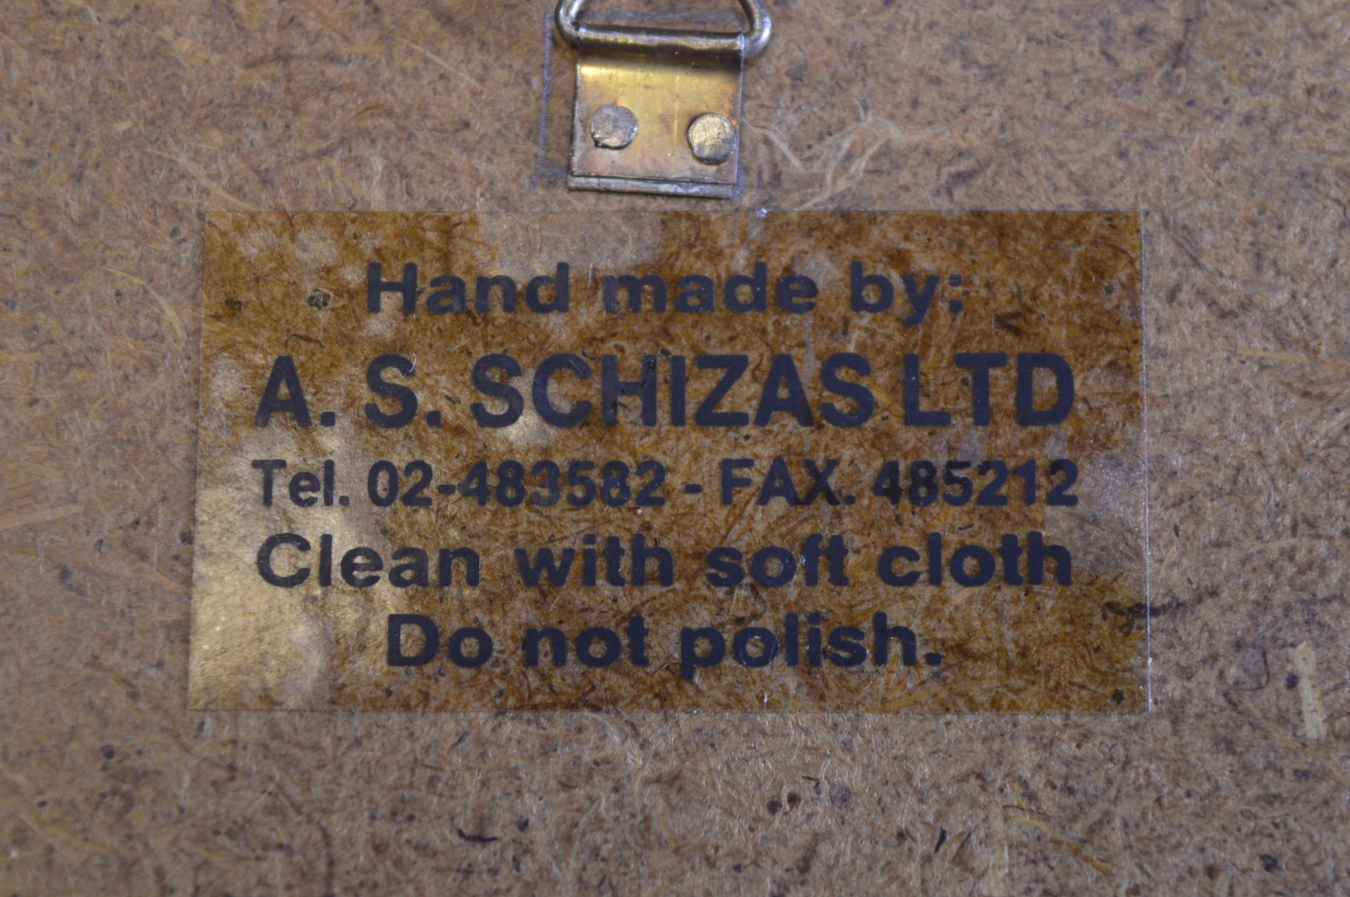 Hand made by:
A. S. SCHIZAS LTD
Tel. 02-483582 - FAX. 485212
Clean with soft cloth
Do not polish.